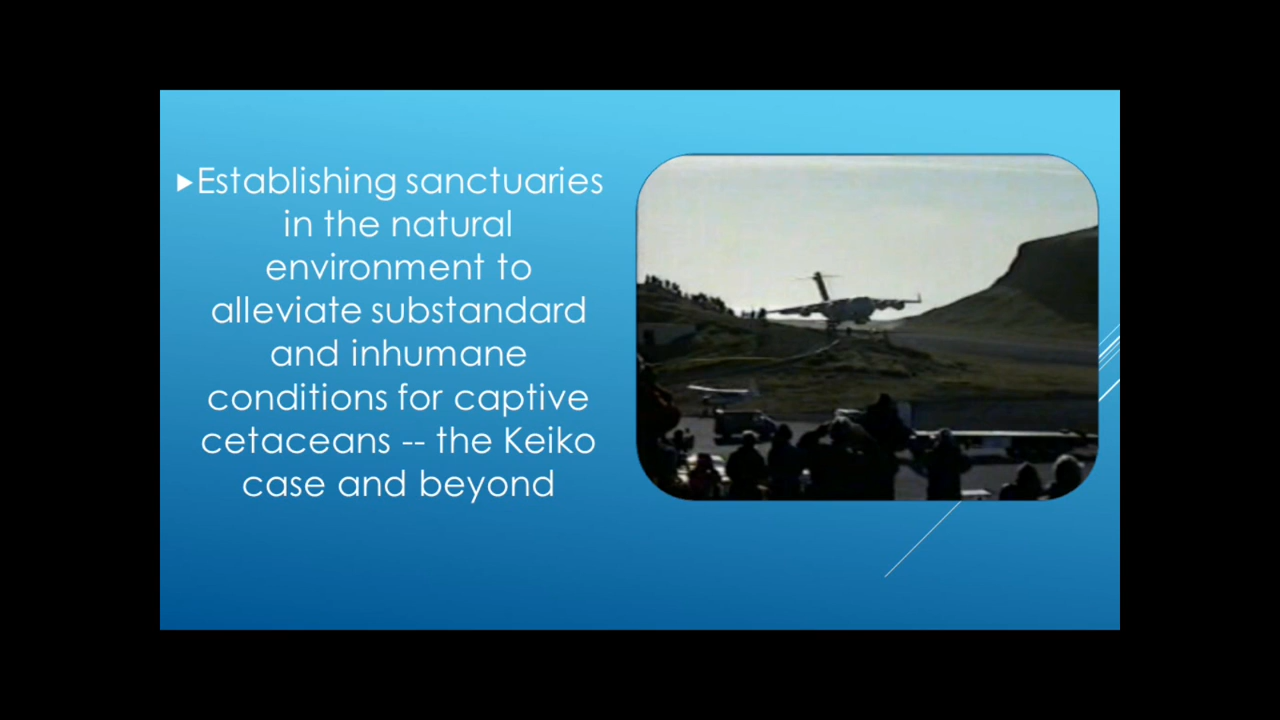 Establishing sanctuaries
in the natural
environment to
alleviate substandard
and inhumane
conditions for captive
cetaceans -- the Keiko
case and beyond